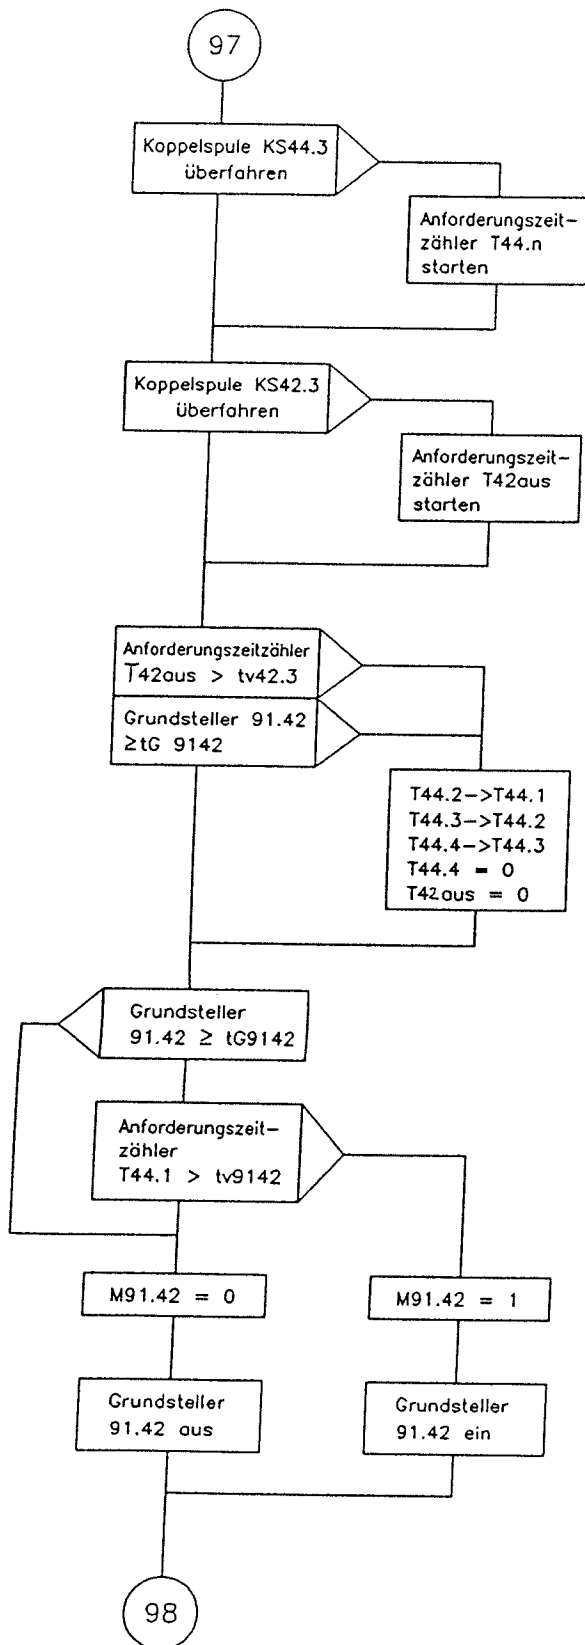 97
Koppelspule KS44.3
überfahren
Anforderungszeit-
zähler T44.n
starten
Koppelspule KS42.3
überfahren
Anforderungszeit-
zähler T42aus
starten
Anforderungszeitzähler
T42aus > tv42.3
Grundsteller 91.42
≥tG 9142
T44.2->T44.1
T44.3->T44.2
T44.4->T44.3
T44.4 = 0
T42aus = 0
Grundsteller
91.42 ≥ tG9142
Anforderungszeit-
zähler
T44.1 > tv9142
M91.42 = 0
M91.42 = 1
Grundsteller
91.42 aus
Grundsteller
91.42 ein
98